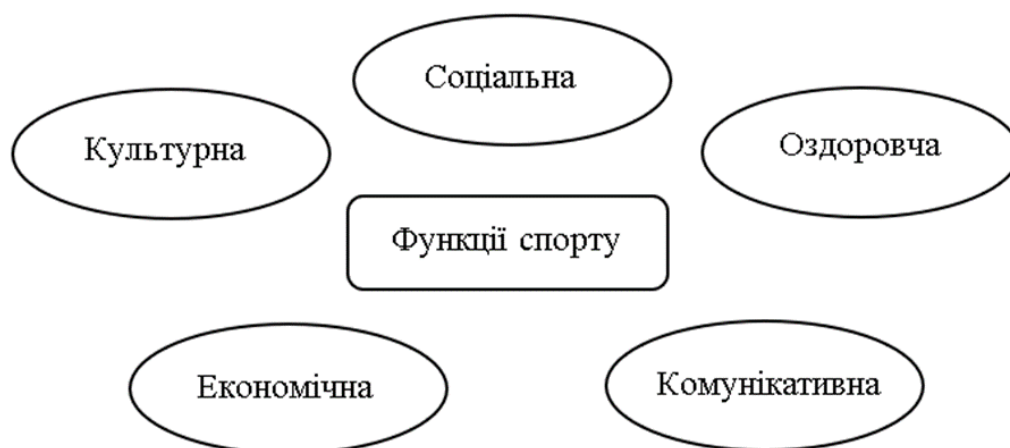 Соціальна
Культурна
Оздоровча
Функції спорту
Економічна
Комунікативна